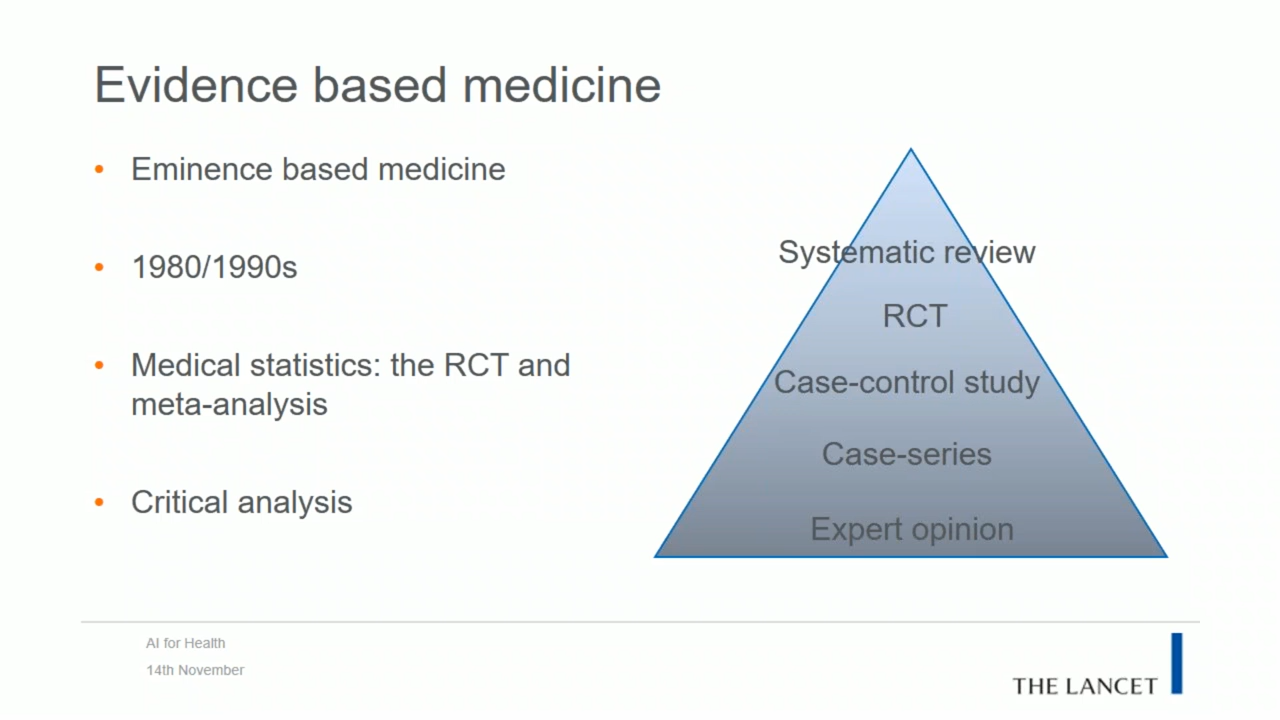 Evidence based medicine
Eminence based medicine
1980/1990s
Medical statistics: the RCT and
meta-analysis
Critical analysis
Systematic review
RCT
Case-control study
Case-series
Expert opinion
AI for Health
14th November
THE LANCET